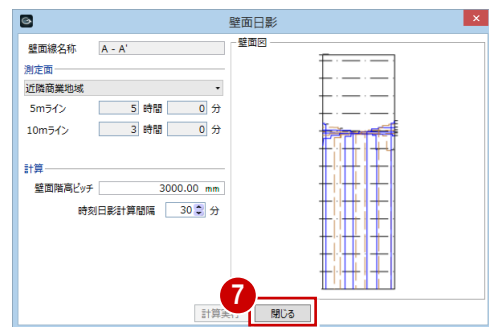 壁面日影
壁面線名称 A - A'
測定面
近隣商業地域
5mライン 5 時間 0 分
10mライン 3 時間 0 分
計算
壁面階高ピッチ 3000.00 mm
時刻日影計算間隔 30 分
壁面図
7
計算実行 閉じる